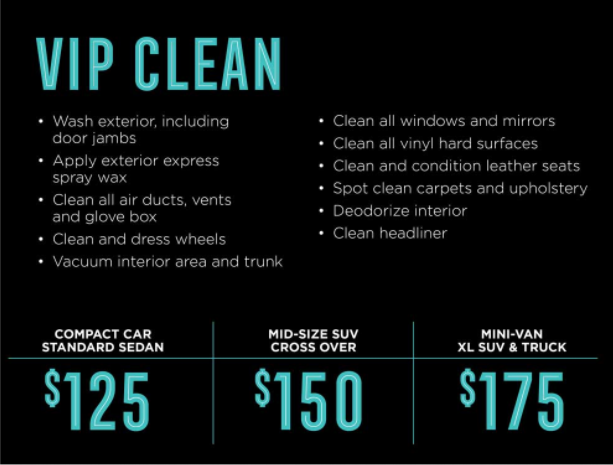 VIP CLEAN
• Wash exterior, including
door jambs
• Apply exterior express
spray wax
• Clean all air ducts, vents
and glove box
• Clean and dress wheels
• Vacuum interior area and trunk
• Clean all windows and mirrors
• Clean all vinyl hard surfaces
• Clean and condition leather seats
• Spot clean carpets and upholstery
• Deodorize interior
• Clean headliner
COMPACT CAR
STANDARD SEDAN
$125
MID-SIZE SUV
CROSS OVER
$150
MINI-VAN
XL SUV & TRUCK
$175